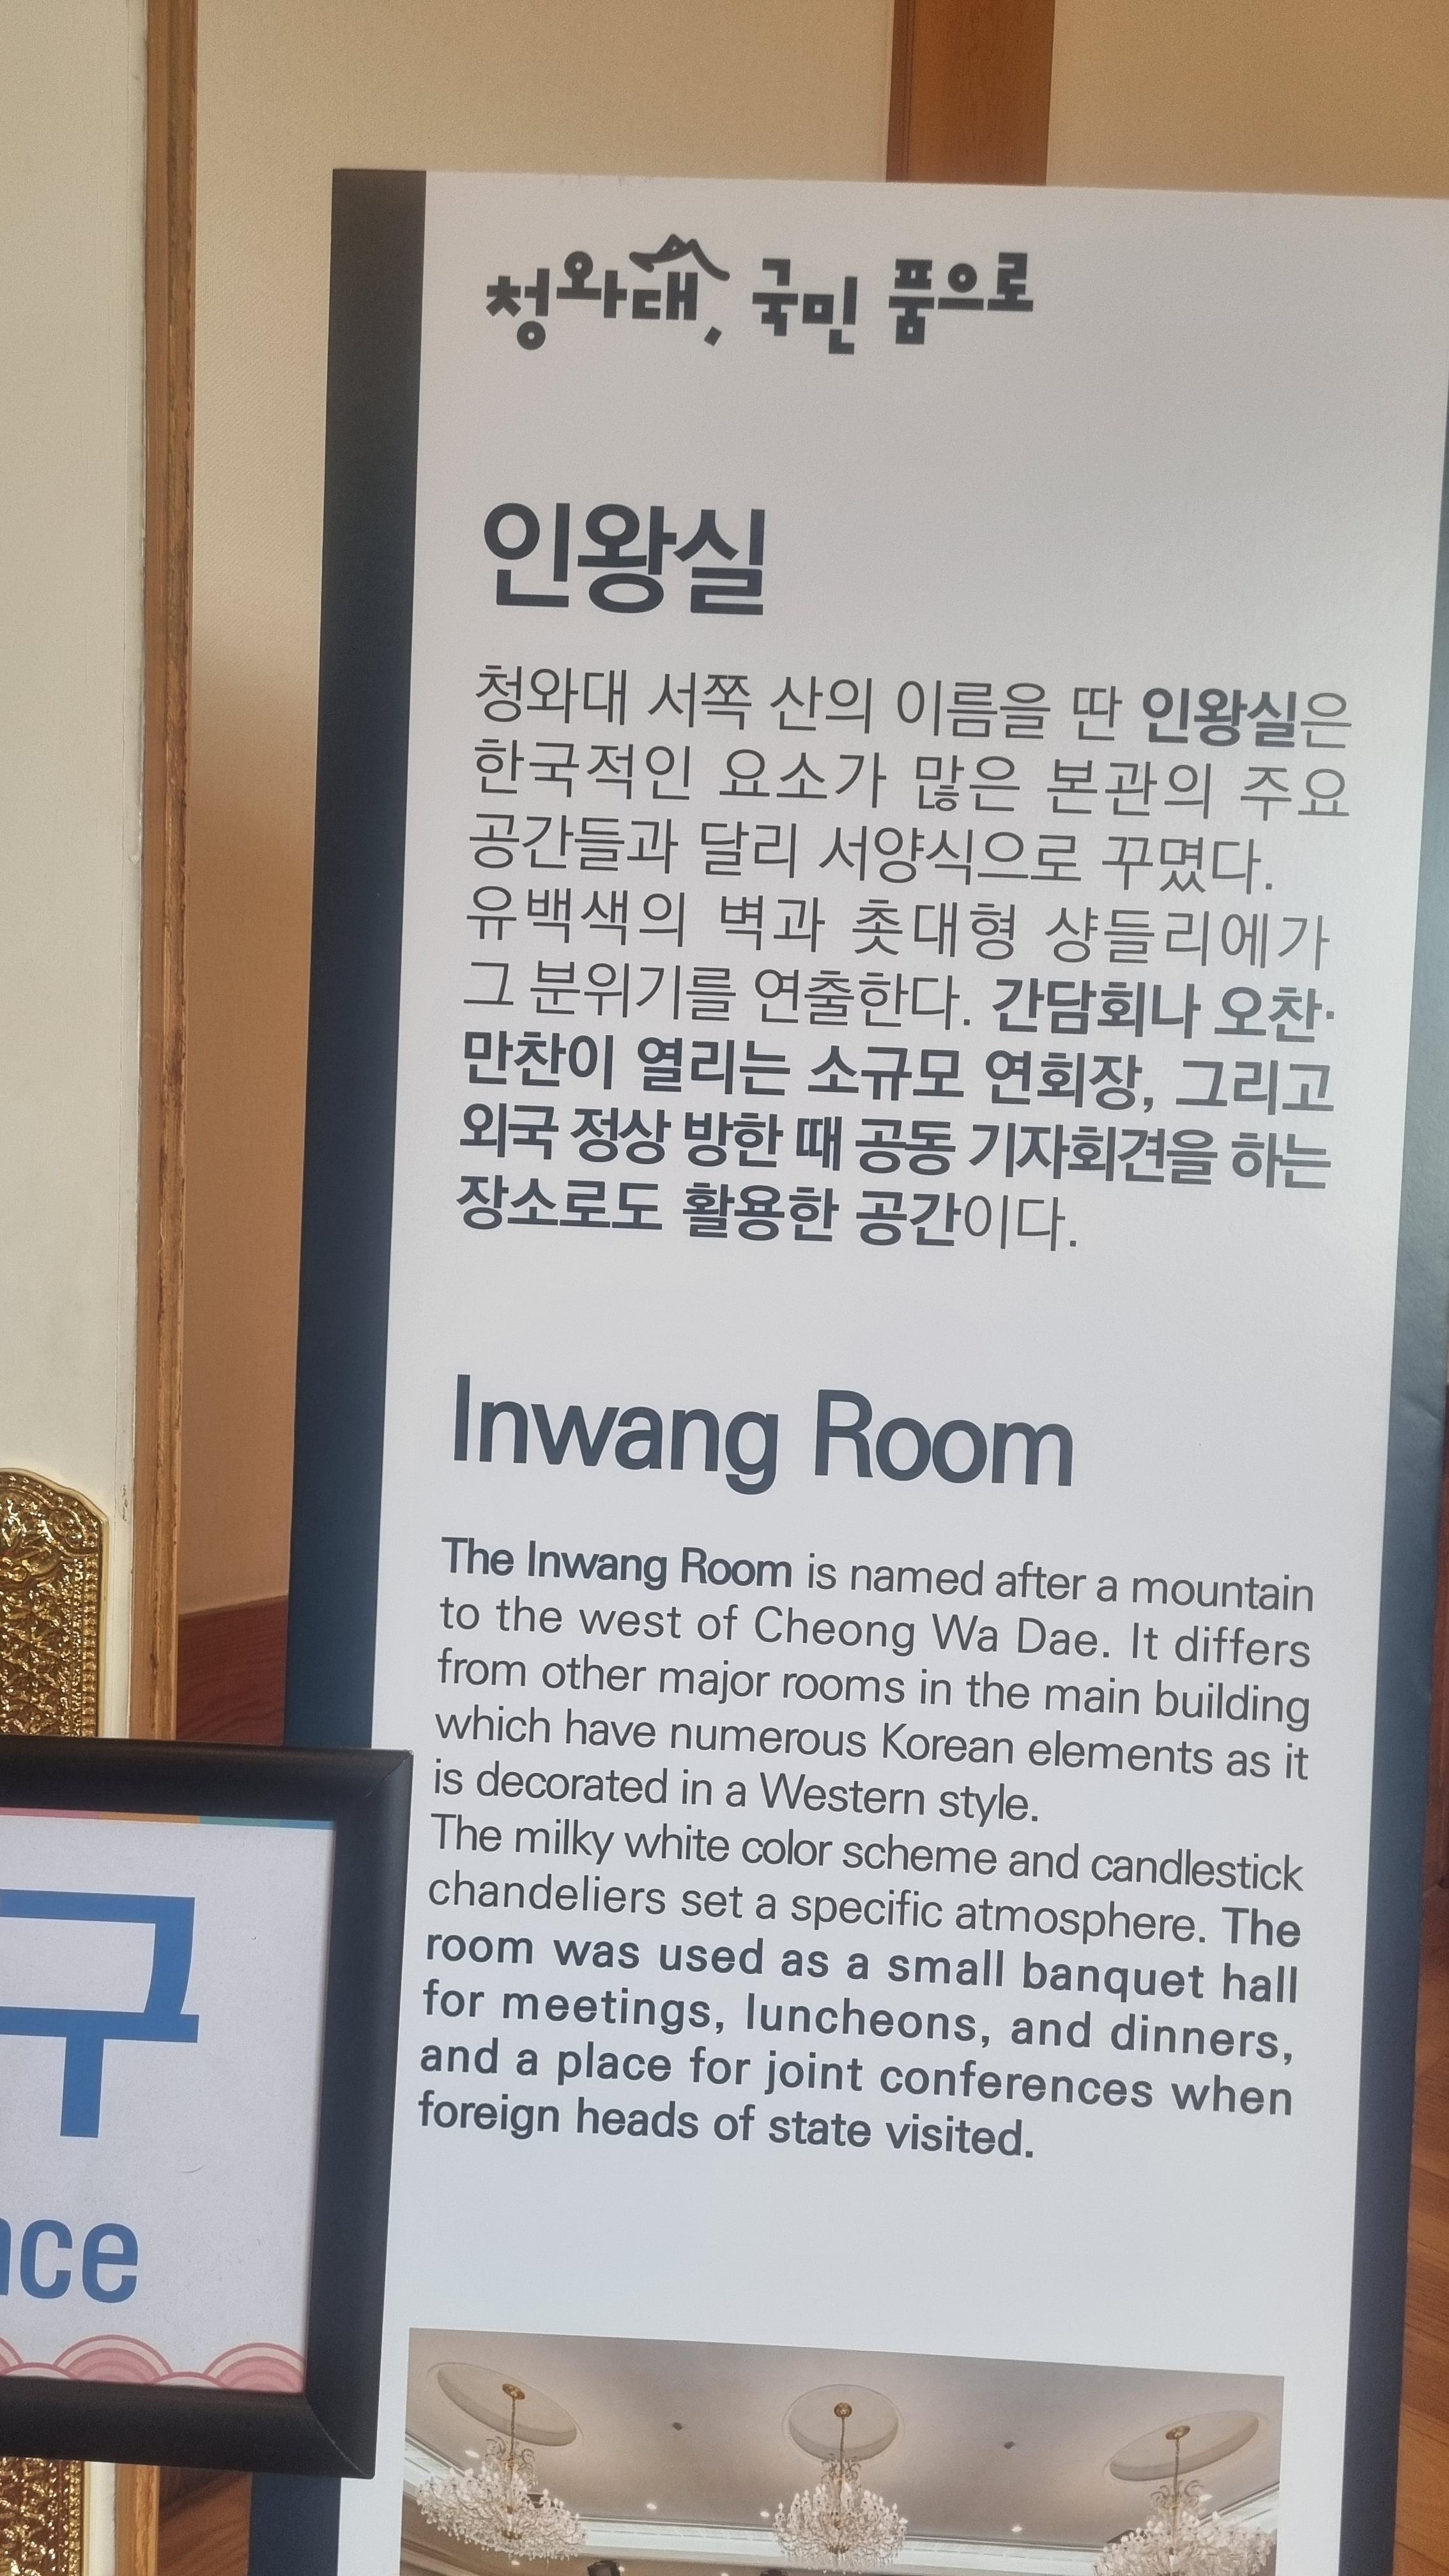 청와대, 국민 품으로
인왕실
청와대 서쪽 산의 이름을 딴 인왕실은
한국적인 요소가 많은 본관의 주요
공간들과 달리 서양식으로 꾸몄다.
유백색의 벽과 촛대형 샹들리에가
그 분위기를 연출한다. 간담회나 오찬·
만찬이 열리는 소규모 연회장, 그리고
외국 정상 방한 때 공동 기자회견을 하는
장소로도 활용한 공간이다.
Inwang Room
The Inwang Room is named after a mountain
to the west of Cheong Wa Dae. It differs
from other major rooms in the main building
which have numerous Korean elements as it
is decorated in a Western style.
The milky white color scheme and candlestick
chandeliers set a specific atmosphere. The
room was used as a small banquet hall
for meetings, luncheons, and dinners,
and a place for joint conferences when
foreign heads of state visited.
구
ce